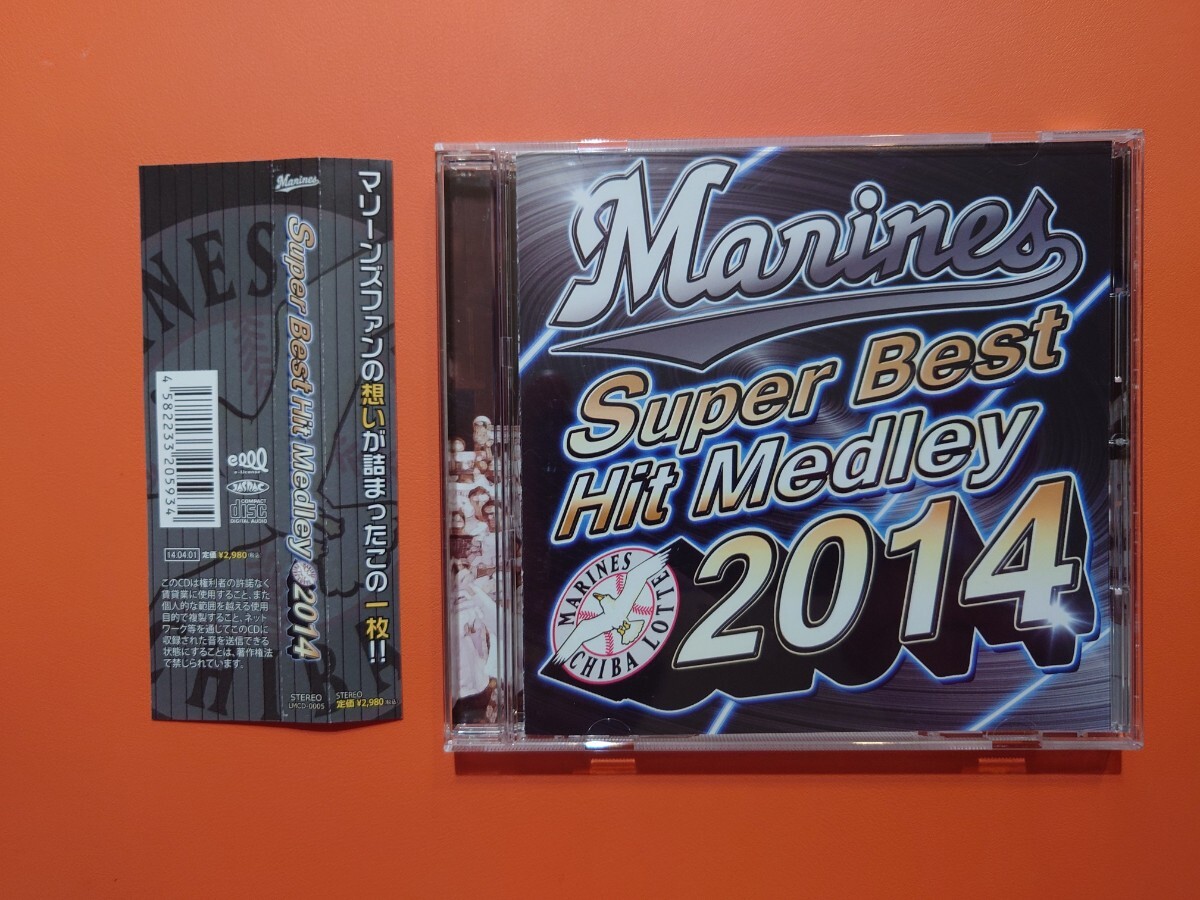 マリーンズファンの想いが詰まったこの一枚!!
STEREO
定価 ¥2,980 税込
Marines
Super Best Hit Medley 2014
STEREO
LMCD-0005
NES
4 582233 205934
e-License
JASRAC
COMPACT
disc
DIGITAL AUDIO
14.04.01 定価 ¥2,980 税込
このCDは権利者の許諾なく
賃貸業に使用すること、また
個人的な範囲を越える使用
目的で複製すること、ネット
ワーク等を通じてこのCDに
収録された音を送信できる
状態にすることは、著作権法
で禁じられています。
Marines
Super Best
Hit Medley
2014
MARINES
CHIBA LOTTE